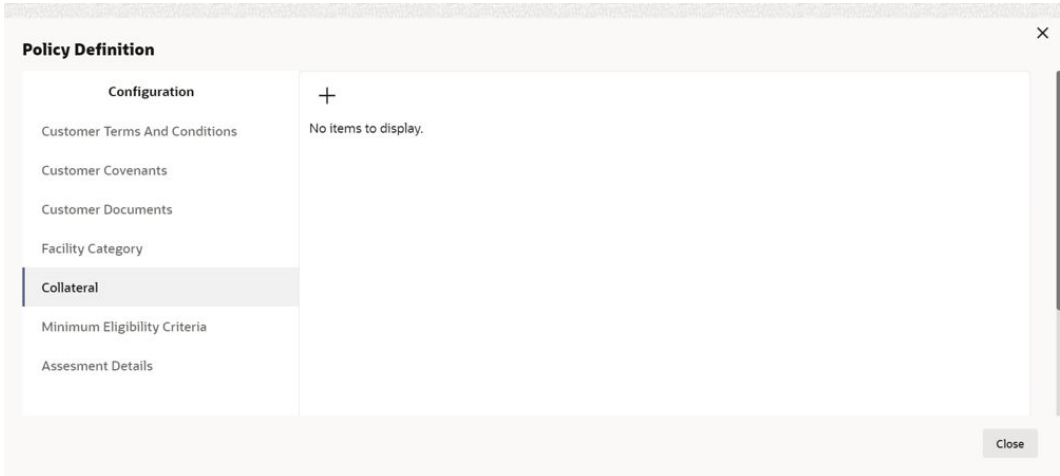 Policy Definition
Configuration
Customer Terms And Conditions
Customer Covenants
Customer Documents
Facility Category
Collateral
Minimum Eligibility Criteria
Assesment Details
No items to display.
Close